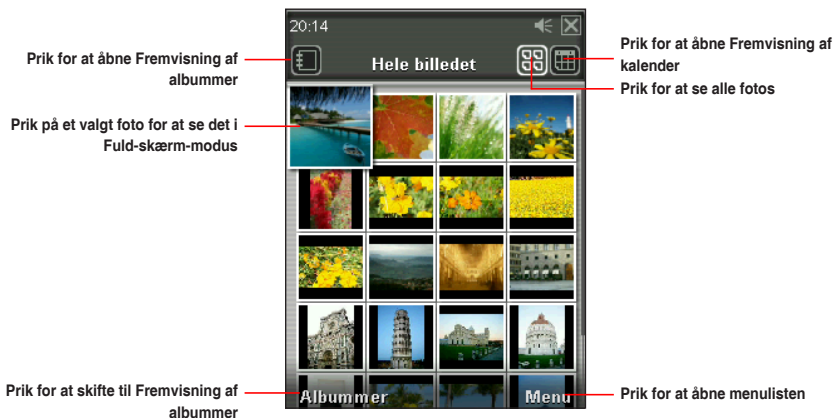 20:14
Hele billedet
Prik for at åbne Fremvisning af
albummer
Prik for at åbne Fremvisning af
kalender
Prik for at se alle fotos
Prik på et valgt foto for at se det i
Fuld-skærm-modus
Prik for at skifte til Fremvisning af
albummer
Albummer
Menu
Prik for at åbne menulisten